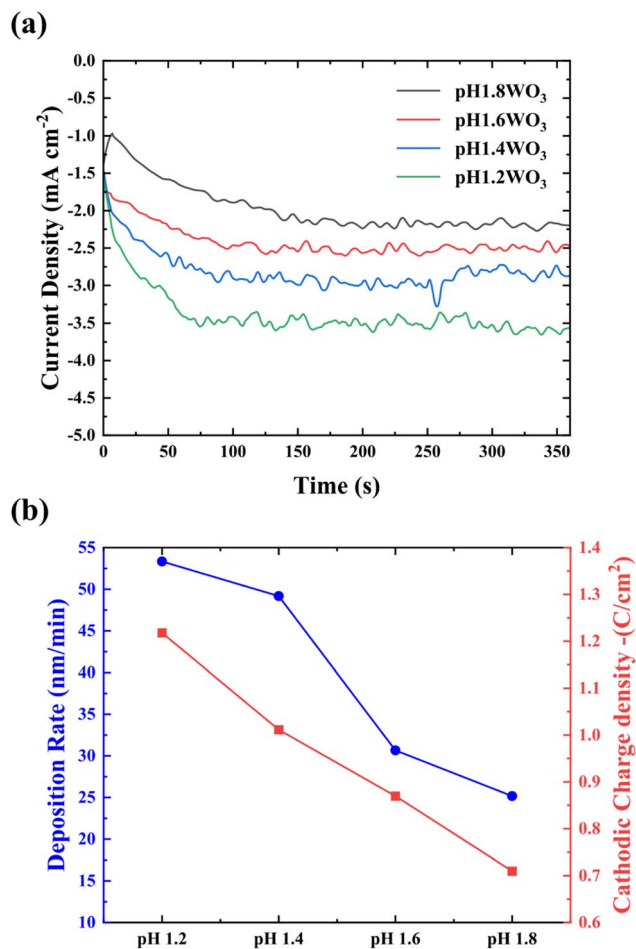 (a)
0.0
-0.5
-1.0
-1.5
-2.0
-2.5
-3.0
-3.5
-4.0
-4.5
-5.0
Current Density (mA cm-2)
pH1.8WO3
pH1.6WO3
pH1.4WO3
pH1.2WO3
0 50 100 150 200 250 300 350
Time (s)
(b)
55
50
45
40
35
30
25
20
15
10
Deposition Rate (nm/min)
1.4
1.3
1.2
1.1
1.0
0.9
0.8
0.7
0.6
Cathodic Charge density -(C/cm2)
pH 1.2 pH 1.4 pH 1.6 pH 1.8